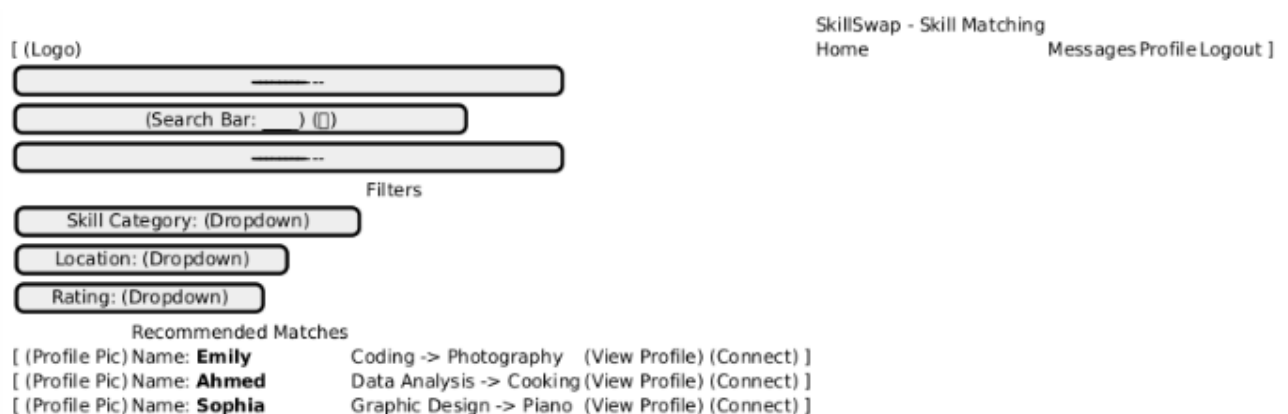 SkillSwap - Skill Matching
[ (Logo) Home Messages Profile Logout ]
----------- --
(Search Bar: ____) (▯)
----------- --
Filters
Skill Category: (Dropdown)
Location: (Dropdown)
Rating: (Dropdown)
Recommended Matches
[ (Profile Pic) Name: Emily Coding -> Photography (View Profile) (Connect) ]
[ (Profile Pic) Name: Ahmed Data Analysis -> Cooking (View Profile) (Connect) ]
[ (Profile Pic) Name: Sophia Graphic Design -> Piano (View Profile) (Connect) ]